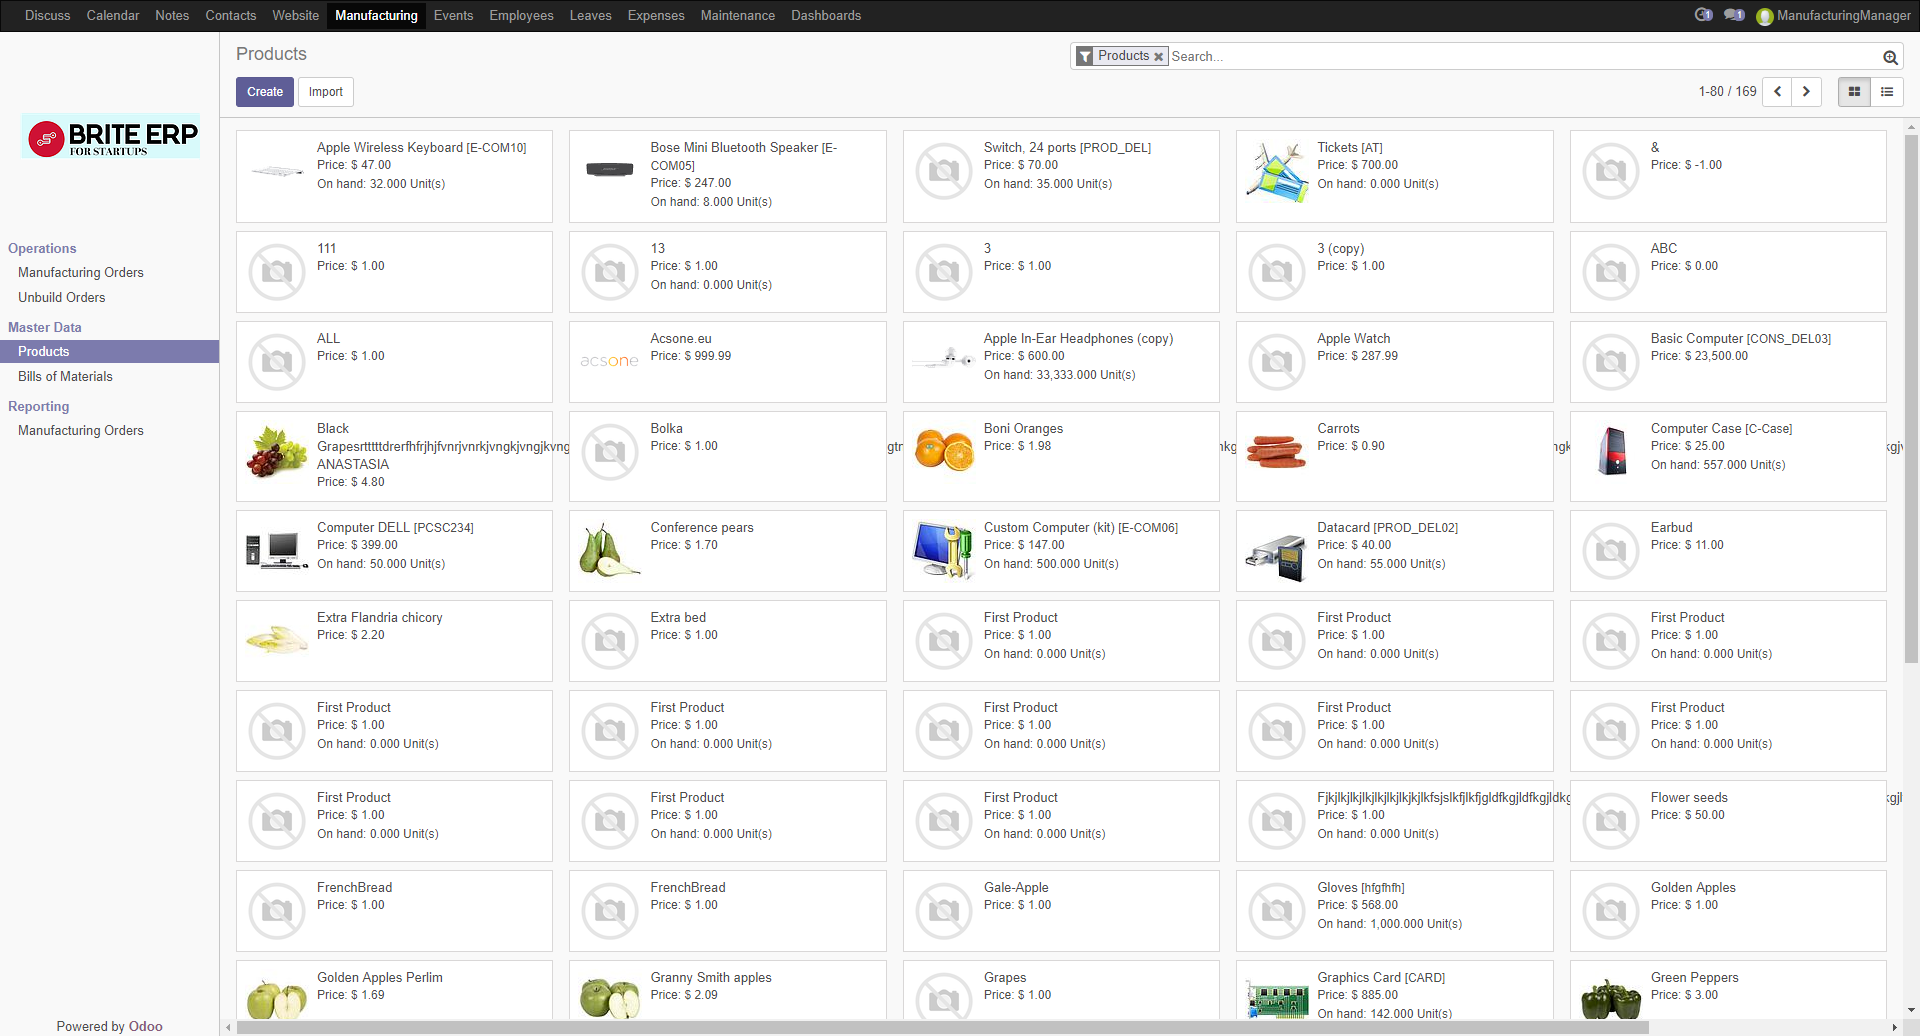 Discuss Calendar Notes Contacts Website Manufacturing Events Employees Leaves Expenses Maintenance Dashboards 1 1 ManufacturingManager
Products
Products Search...
Create Import
1-80 / 169
BRITE ERP
FOR STARTUPS
Operations
Manufacturing Orders
Unbuild Orders
Master Data
Products
Bills of Materials
Reporting
Manufacturing Orders
Powered by Odoo
Apple Wireless Keyboard [E-COM10]
Price: $ 47.00
On hand: 32.000 Unit(s)
Bose Mini Bluetooth Speaker [E-
COM05]
Price: $ 247.00
On hand: 8.000 Unit(s)
Switch, 24 ports [PROD_DEL]
Price: $ 70.00
On hand: 35.000 Unit(s)
Tickets [AT]
Price: $ 700.00
On hand: 0.000 Unit(s)
&
Price: $ -1.00
111
Price: $ 1.00
13
Price: $ 1.00
On hand: 0.000 Unit(s)
3
Price: $ 1.00
3 (copy)
Price: $ 1.00
ABC
Price: $ 0.00
ALL
Price: $ 1.00
acsone
Acsone.eu
Price: $ 999.99
Apple In-Ear Headphones (copy)
Price: $ 600.00
On hand: 33,333.000 Unit(s)
Apple Watch
Price: $ 287.99
Basic Computer [CONS_DEL03]
Price: $ 23,500.00
Black
ANASTASIA
Price: $ 4.80
Bolka
Price: $ 1.00
Boni Oranges
Price: $ 1.98
Carrots
Price: $ 0.90
Computer Case [C-Case]
Price: $ 25.00
On hand: 557.000 Unit(s)
Computer DELL [PCSC234]
Price: $ 399.00
On hand: 50.000 Unit(s)
Conference pears
Price: $ 1.70
Custom Computer (kit) [E-COM06]
Price: $ 147.00
On hand: 500.000 Unit(s)
Datacard [PROD_DEL02]
Price: $ 40.00
On hand: 55.000 Unit(s)
Earbud
Price: $ 11.00
Extra Flandria chicory
Price: $ 2.20
Extra bed
Price: $ 1.00
First Product
Price: $ 1.00
On hand: 0.000 Unit(s)
First Product
Price: $ 1.00
On hand: 0.000 Unit(s)
First Product
Price: $ 1.00
On hand: 0.000 Unit(s)
First Product
Price: $ 1.00
On hand: 0.000 Unit(s)
First Product
Price: $ 1.00
On hand: 0.000 Unit(s)
First Product
Price: $ 1.00
On hand: 0.000 Unit(s)
First Product
Price: $ 1.00
On hand: 0.000 Unit(s)
First Product
Price: $ 1.00
On hand: 0.000 Unit(s)
First Product
Price: $ 1.00
On hand: 0.000 Unit(s)
First Product
Price: $ 1.00
On hand: 0.000 Unit(s)
First Product
Price: $ 1.00
On hand: 0.000 Unit(s)
Price: $ 1.00
On hand: 0.000 Unit(s)
Flower seeds
Price: $ 50.00
FrenchBread
Price: $ 1.00
FrenchBread
Price: $ 1.00
Gale-Apple
Price: $ 1.00
Gloves [hfgfhfh]
Price: $ 568.00
On hand: 1,000.000 Unit(s)
Golden Apples
Price: $ 1.00
Golden Apples Perlim
Price: $ 1.69
Granny Smith apples
Price: $ 2.09
Grapes
Price: $ 1.00
Graphics Card [CARD]
Price: $ 885.00
On hand: 142.000 Unit(s)
Green Peppers
Price: $ 3.00